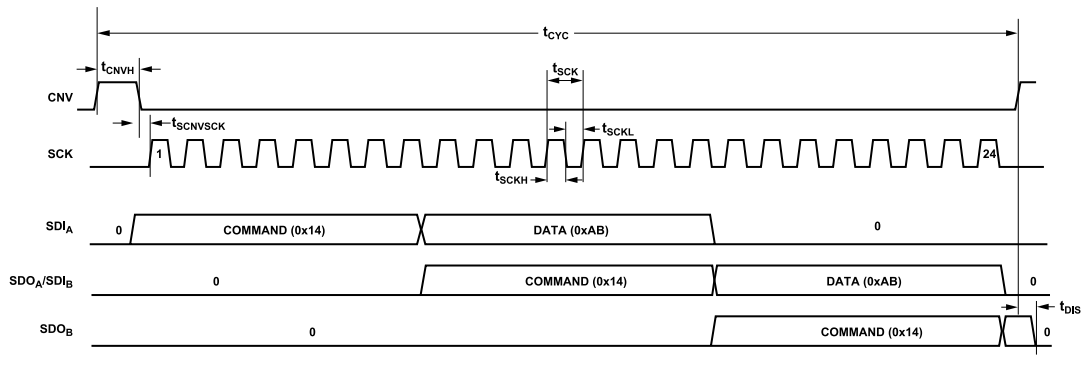 tCYC
tCNVH
tSCK
CNV
tSCNVSCK
tSCKL
SCK
1
24
tSCKH
SDIA
0
COMMAND (0x14)
DATA (0xAB)
0
SDOA/SDIB
0
COMMAND (0x14)
DATA (0xAB)
0
tDIS
SDOB
0
COMMAND (0x14)
0